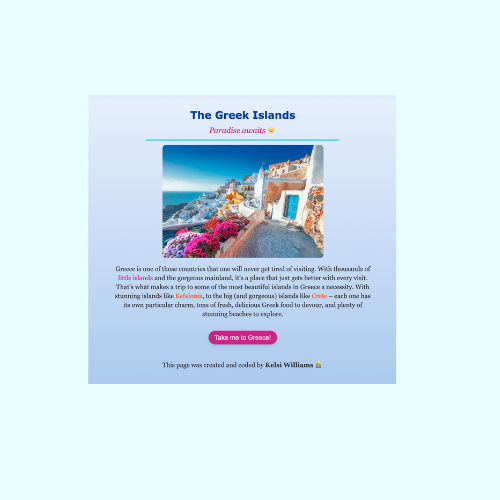 The Greek Islands
Paradise awaits
Greece is one of those countries that one will never get tired of visiting. With thousands of
little islands and the gorgeous mainland, it's a place that just gets better with every visit.
That's what makes a trip to some of the most beautiful islands in Greece a necessity. With
stunning islands like Kefalonia, to the big (and gorgeous) islands like Crete – each one has
its own particular charm, tons of fresh, delicious Greek food to devour, and plenty of
stunning beaches to explore.
Take me to Greece!
This page was created and coded by Kelsi Williams